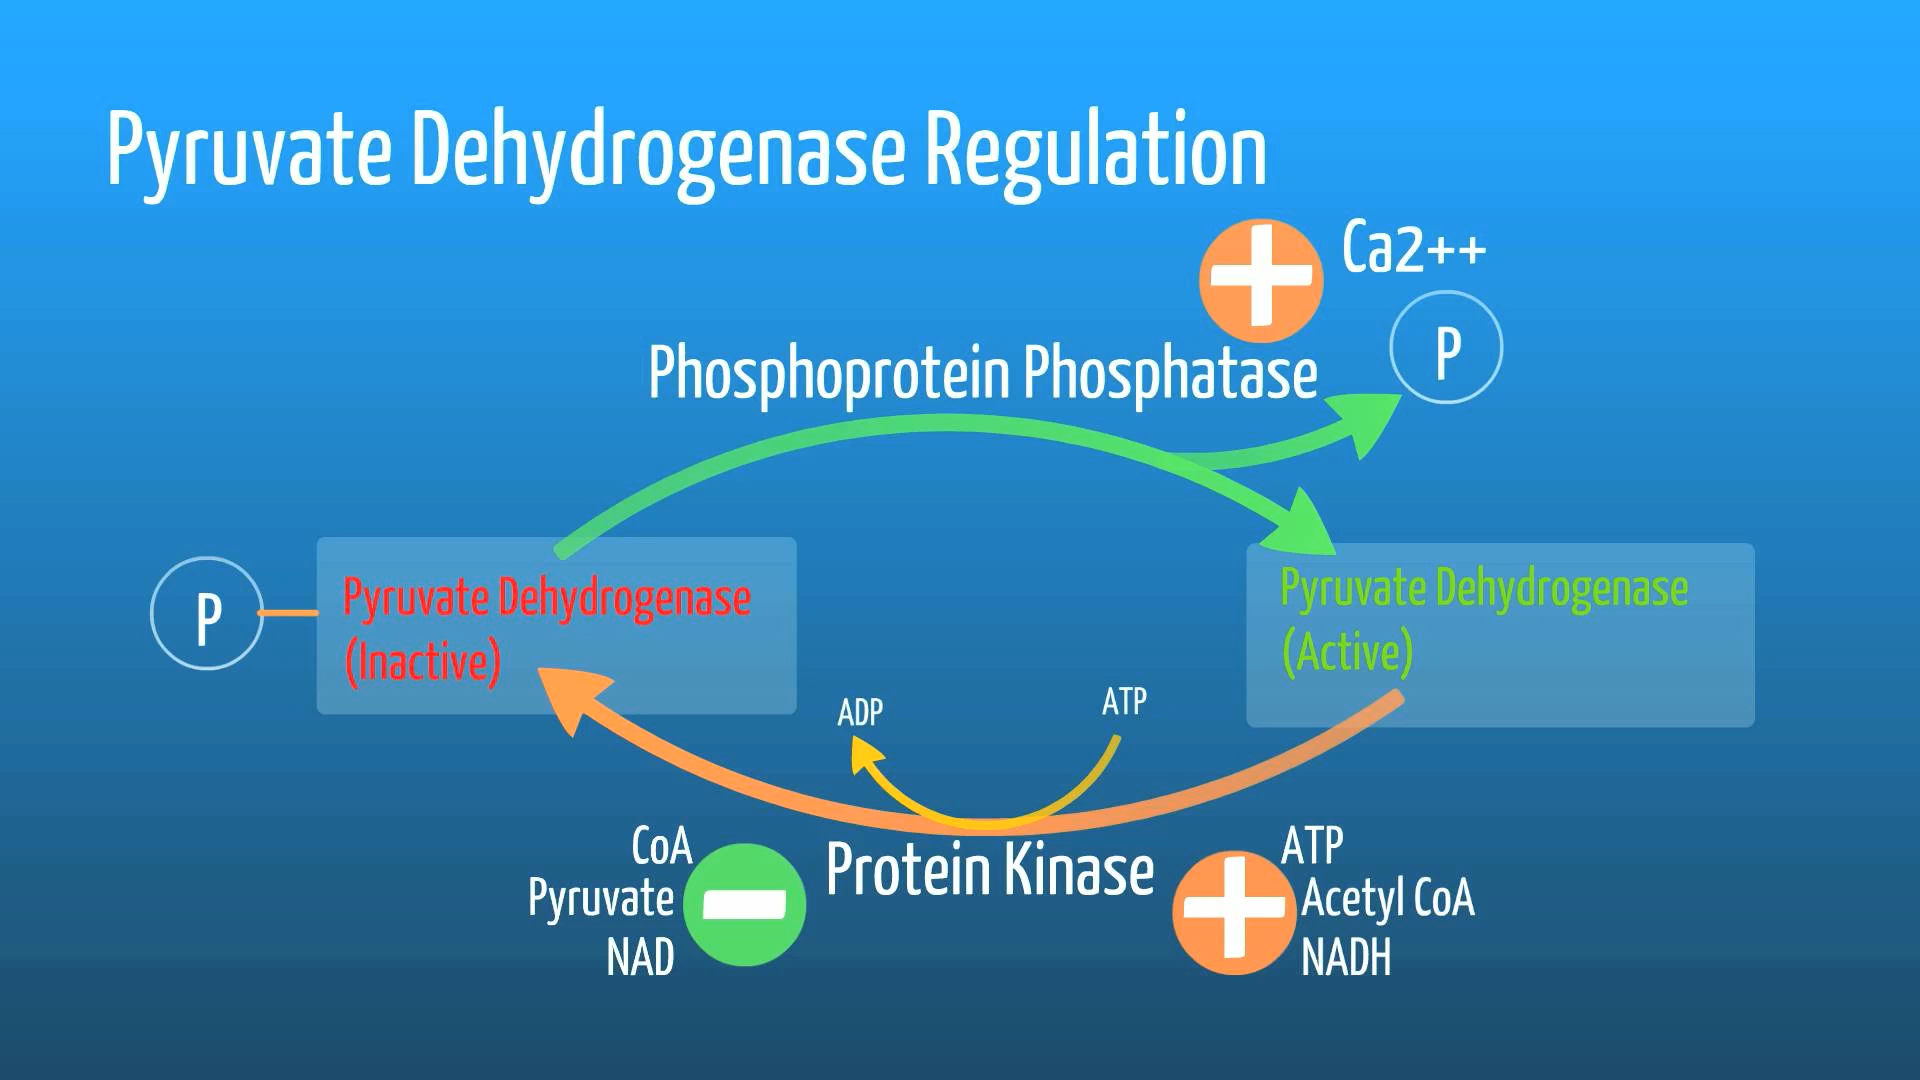 Pyruvate Dehydrogenase Regulation
Ca2++
P
Phosphoprotein Phosphatase
P
Pyruvate Dehydrogenase
(Inactive)
Pyruvate Dehydrogenase
(Active)
ADP
ATP
CoA
Pyruvate
NAD
Protein Kinase
ATP
Acetyl CoA
NADH